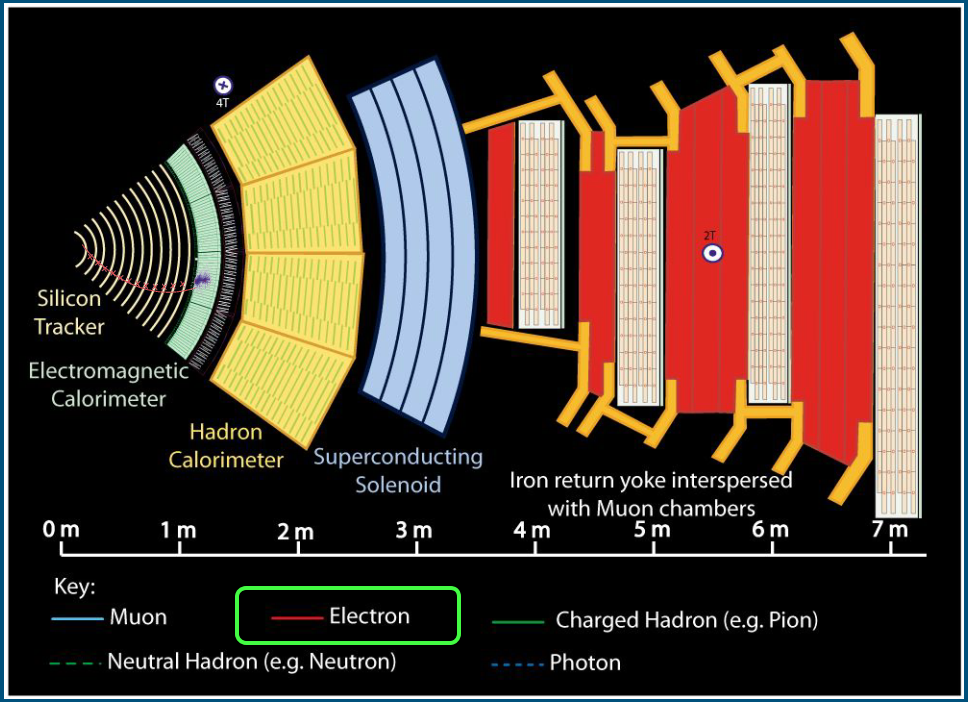 4T
2T
Silicon
Tracker
Electromagnetic
Calorimeter
Hadron
Calorimeter
Superconducting
Solenoid
Iron return yoke interspersed
with Muon chambers
0 m 1 m 2 m 3 m 4 m 5 m 6 m 7 m
Key:
Muon
Electron
Charged Hadron (e.g. Pion)
Neutral Hadron (e.g. Neutron)
Photon